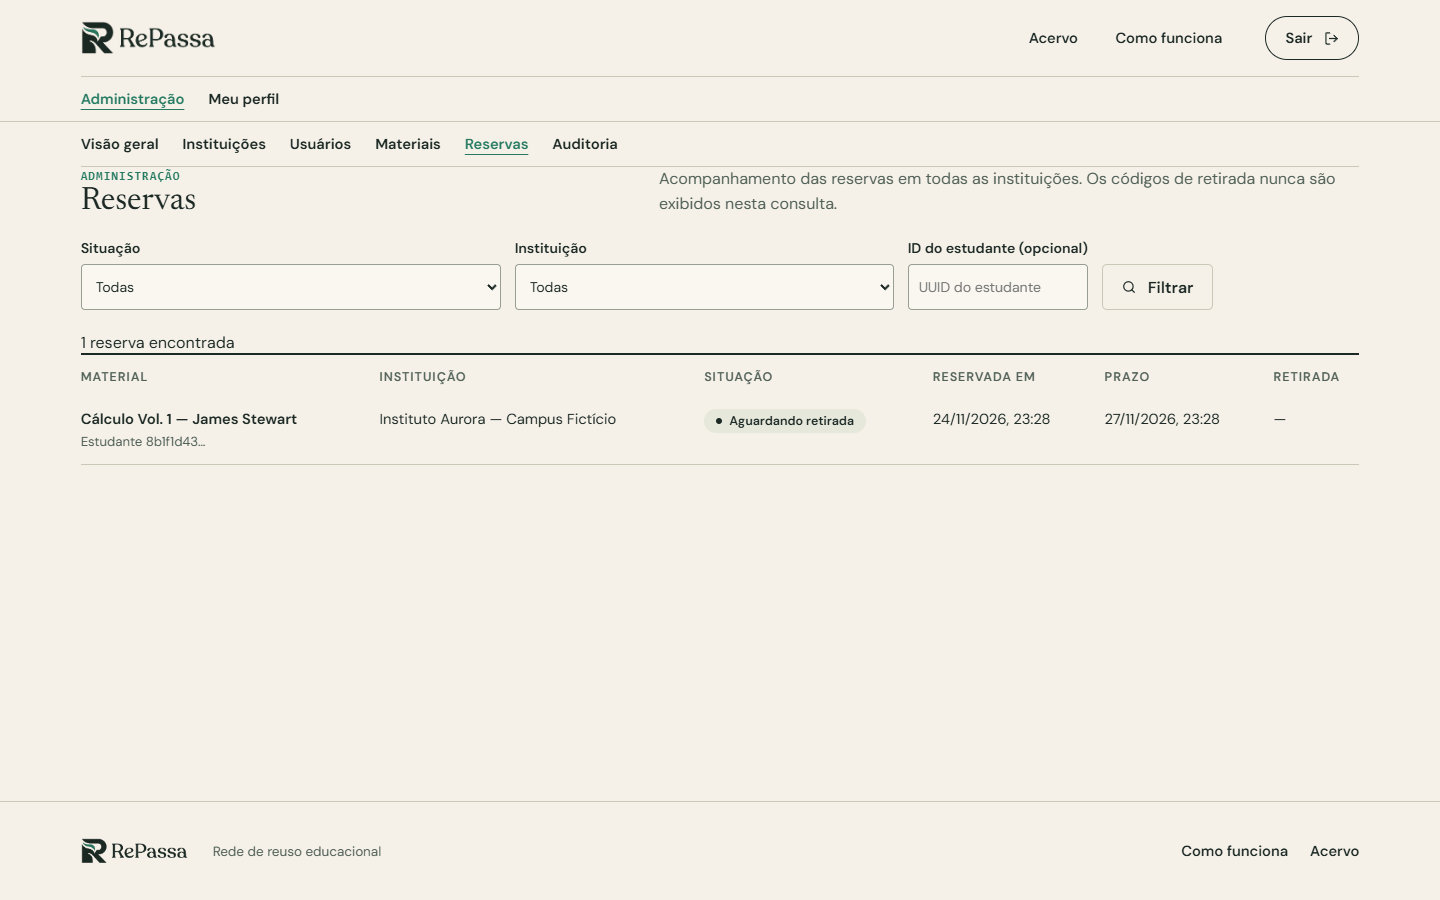 RePassa
Acervo
Como funciona
Sair
Administração
Meu perfil
Visão geral
Instituições
Usuários
Materiais
Reservas
Auditoria
ADMINISTRAÇÃO
Reservas
Acompanhamento das reservas em todas as instituições. Os códigos de retirada nunca são
exibidos nesta consulta.
Situação
Todas
Instituição
Todas
ID do estudante (opcional)
UUID do estudante
Filtrar
1 reserva encontrada
MATERIAL
INSTITUIÇÃO
SITUAÇÃO
RESERVADA EM
PRAZO
RETIRADA
Cálculo Vol. 1 — James Stewart
Estudante 8b1f1d43…
Instituto Aurora — Campus Fictício
Aguardando retirada
24/11/2026, 23:28
27/11/2026, 23:28
—
RePassa
Rede de reuso educacional
Como funciona
Acervo